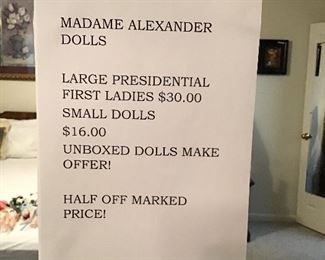 MADAME ALEXANDER
DOLLS
LARGE PRESIDENTIAL
FIRST LADIES $30.00
SMALL DOLLS
$16.00
UNBOXED DOLLS MAKE
OFFER!
HALF OFF MARKED
PRICE!